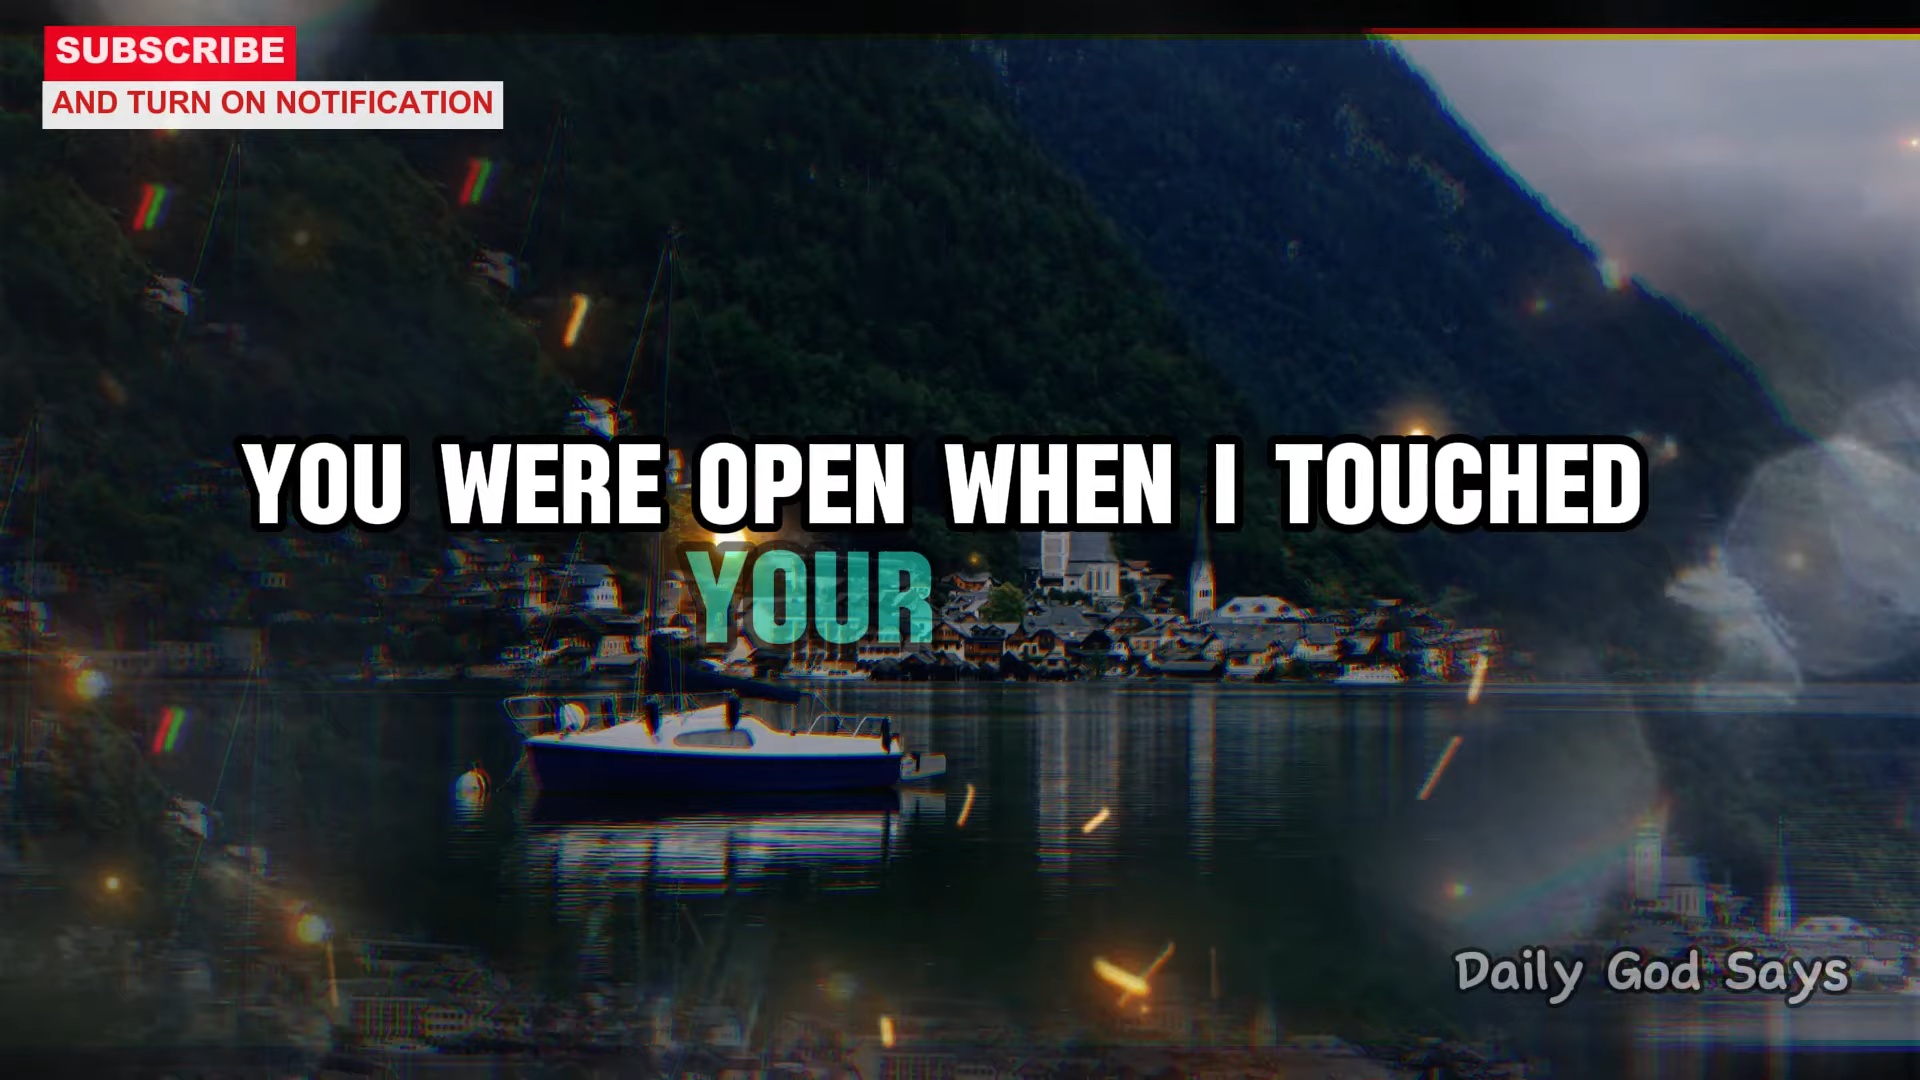 SUBSCRIBE
AND TURN ON NOTIFICATION
YOU WERE OPEN WHEN I TOUCHED
YOUR
Daily God Says